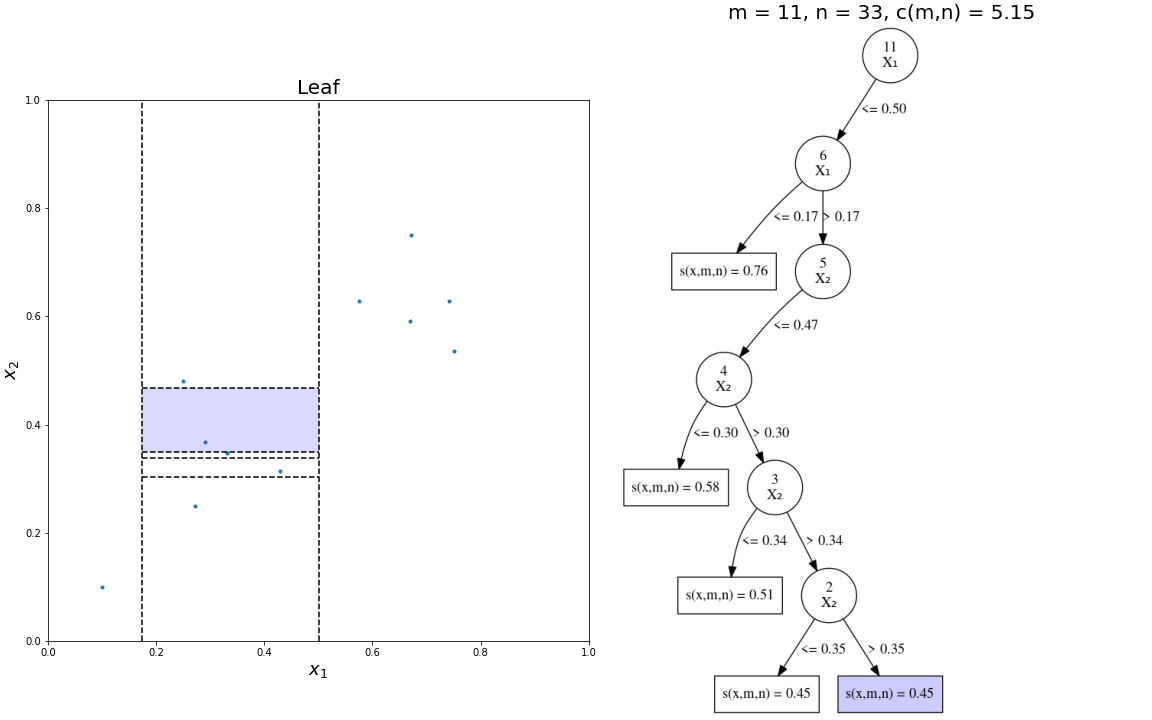 m = 11, n = 33, c(m,n) = 5.15
Leaf
1.0
0.8
0.6
0.4
0.2
0.0
x₂
0.0 0.2 0.4 0.6 0.8 1.0
x₁
11
X₁
<= 0.50
6
X₁
<= 0.17 > 0.17
s(x,m,n) = 0.76
5
X₂
<= 0.47
4
X₂
<= 0.30 > 0.30
s(x,m,n) = 0.58
3
X₂
<= 0.34 > 0.34
s(x,m,n) = 0.51
2
X₂
<= 0.35 > 0.35
s(x,m,n) = 0.45 s(x,m,n) = 0.45